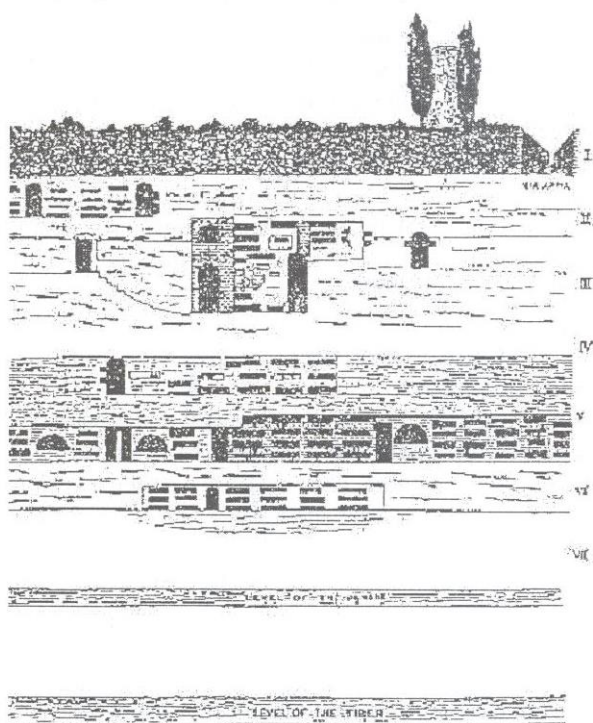 I
VIA APPIA
II
III
IV
V
VI
VII
LEVEL OF THE
LEVEL OF THE TIBER